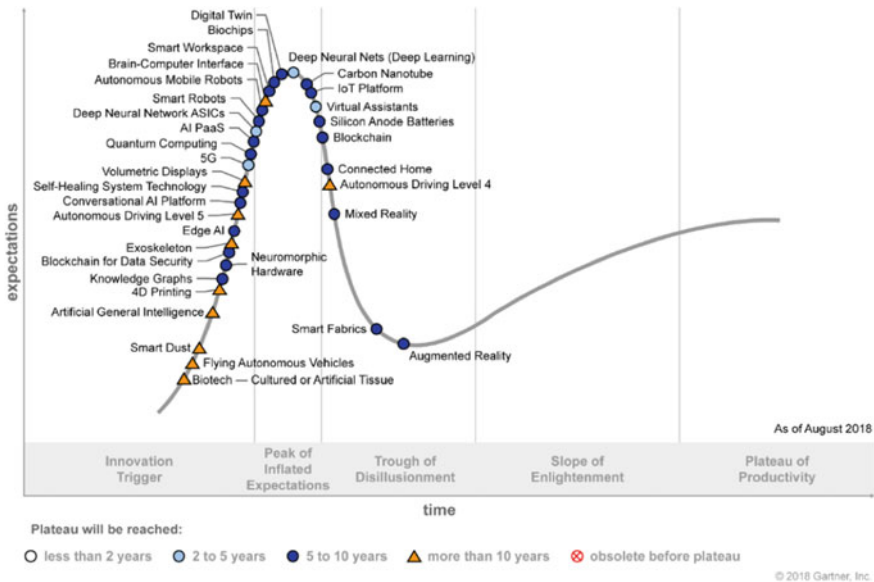 Digital Twin
Biochips
Smart Workspace
Brain-Computer Interface
Autonomous Mobile Robots
Smart Robots
Deep Neural Network ASICs
AI PaaS
Quantum Computing
5G
Volumetric Displays
Self-Healing System Technology
Conversational AI Platform
Autonomous Driving Level 5
Edge AI
Exoskeleton
Blockchain for Data Security
Neuromorphic
Hardware
Knowledge Graphs
4D Printing
Artificial General Intelligence
Smart Dust
Flying Autonomous Vehicles
Biotech — Cultured or Artificial Tissue
Deep Neural Nets (Deep Learning)
Carbon Nanotube
IoT Platform
Virtual Assistants
Silicon Anode Batteries
Blockchain
Connected Home
Autonomous Driving Level 4
Mixed Reality
Smart Fabrics
Augmented Reality
expectations
As of August 2018
Innovation
Trigger
Peak of
Inflated
Expectations
Trough of
Disillusionment
Slope of
Enlightenment
Plateau of
Productivity
time
Plateau will be reached:
less than 2 years
2 to 5 years
5 to 10 years
more than 10 years
obsolete before plateau
© 2018 Gartner, Inc.